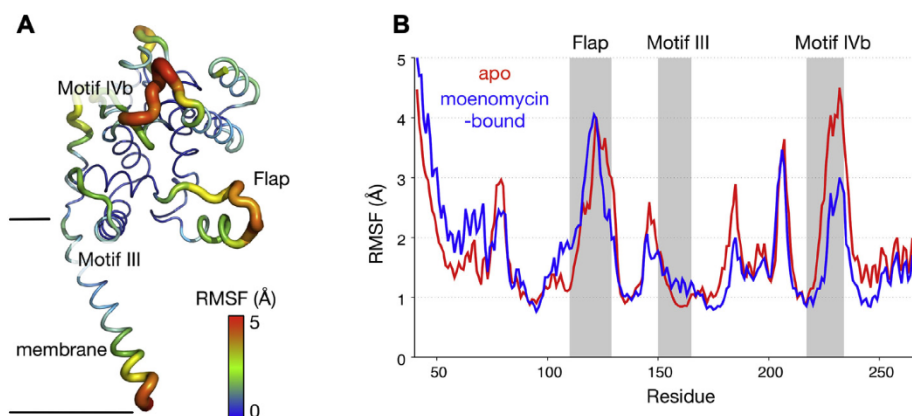 A
Motif IVb
Flap
Motif III
membrane
RMSF (Å)
5
0
B
Flap
Motif III
Motif IVb
apo
moenomycin
-bound
RMSF (Å)
5
4
3
2
1
0
50
100
150
200
250
Residue